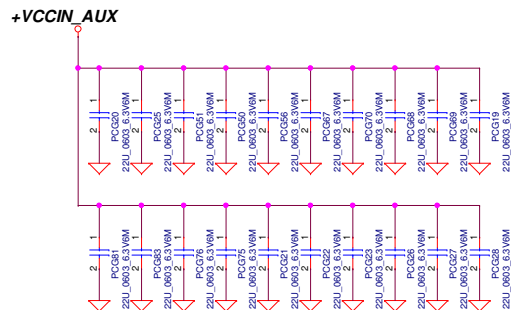 +VCCIN_AUX
1
2
PCG20
22U_0603_6.3V6M
1
2
PCG25
22U_0603_6.3V6M
1
2
PCG51
22U_0603_6.3V6M
1
2
PCG50
22U_0603_6.3V6M
1
2
PCG56
22U_0603_6.3V6M
1
2
PCG67
22U_0603_6.3V6M
1
2
PCG70
22U_0603_6.3V6M
1
2
PCG68
22U_0603_6.3V6M
1
2
PCG69
22U_0603_6.3V6M
1
2
PCG19
22U_0603_6.3V6M
1
2
PCG81
22U_0603_6.3V6M
1
2
PCG83
22U_0603_6.3V6M
1
2
PCG76
22U_0603_6.3V6M
1
2
PCG75
22U_0603_6.3V6M
1
2
PCG21
22U_0603_6.3V6M
1
2
PCG22
22U_0603_6.3V6M
1
2
PCG23
22U_0603_6.3V6M
1
2
PCG26
22U_0603_6.3V6M
1
2
PCG27
22U_0603_6.3V6M
1
2
PCG28
22U_0603_6.3V6M